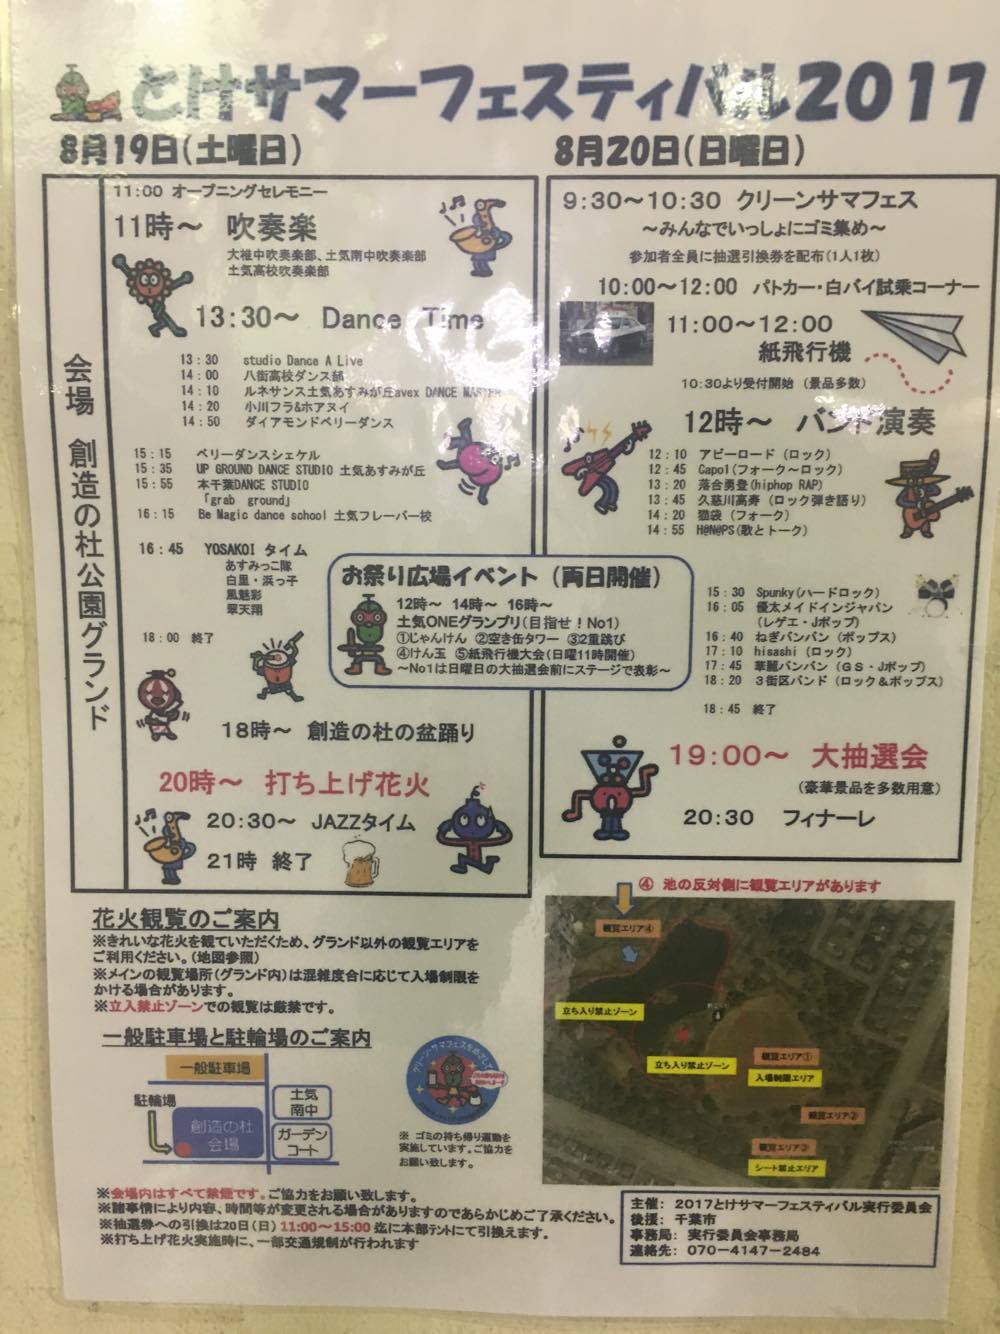 とけサマーフェスティバル2017
8月19日(土曜日)
会場 創造の杜公園グランド
11:00 オープニングセレモニー
11時~ 吹奏楽
大椎中吹奏楽部、土気南中吹奏楽部
土気高校吹奏楽部
13:30~ Dance Time
13:30 studio Dance A Live
14:00 八街高校ダンス部
14:10 ルネサンス土気あすみが丘avex DANCE MASTER
14:20 小川フラ&ホアヌイ
14:50 ダイアモンドベリーダンス
15:15 ベリーダンスシェケル
15:35 UP GROUND DANCE STUDIO 土気あすみが丘
15:55 本千葉DANCE STUDIO
「grab ground」
16:15 Be Magic dance school 土気フレーバー校
16:45 YOSAKOI タイム
あすみっこ隊
白里・浜っ子
風魅彩
翠天翔
18:00 終了
18時~ 創造の杜の盆踊り
20時~ 打ち上げ花火
20:30~ JAZZタイム
21時 終了
8月20日(日曜日)
9:30~10:30 クリーンサマフェス
~みんなでいっしょにゴミ集め~
参加者全員に抽選引換券を配布(1人1枚)
10:00~12:00 パトカー・白バイ試乗コーナー
11:00~12:00
紙飛行機
10:30より受付開始 (景品多数)
12時~ バンド演奏
12:10 アビーロード(ロック)
12:45 Capol(フォーク~ロック)
13:20 落合勇登(hiphop RAP)
13:45 久慈川高寿(ロック弾き語り)
14:20 猫袋(フォーク)
14:55 H@N@PS(歌とトーク)
15:30 Spunky(ハードロック)
16:05 優太メイドインジャパン
(レゲエ・Jポップ)
16:40 ねぎバンバン(ポップス)
17:10 hisashi(ロック)
17:45 華麗バンバン(GS・Jポップ)
18:20 3街区バンド(ロック&ポップス)
18:45 終了
19:00~ 大抽選会
(豪華景品を多数用意)
20:30 フィナーレ
お祭り広場イベント(両日開催)
12時~ 14時~ 16時~
土気ONEグランプリ(目指せ!No1)
①じゃんけん ②空き缶タワー ③2重跳び
④けん玉 ⑤紙飛行機大会(日曜11時開催)
~No1は日曜日の大抽選会前にステージで表彰~
花火観覧のご案内
※きれいな花火を観ていただくため、グランド以外の観覧エリアを
ご利用ください。(地図参照)
※メインの観覧場所(グランド内)は混雑度合に応じて入場制限を
かける場合があります。
※立入禁止ゾーンでの観覧は厳禁です。
一般駐車場と駐輪場のご案内
一般駐車場
駐輪場
創造の杜
会場
土気
南中
ガーデン
コート
クリーンサマフェスをめざして
※ ゴミの持ち帰り運動を
実施しています。ご協力を
お願い致します。
④ 池の反対側に観覧エリアがあります
観覧エリア④
立ち入り禁止ゾーン
立ち入り禁止ゾーン
観覧エリア①
入場制限エリア
観覧エリア②
観覧エリア③
シート禁止エリア
※会場内はすべて禁煙です。ご協力をお願い致します。
※諸事情により内容、時間等が変更される場合がありますのであらかじめご了承ください。
※抽選券への引換は20日(日) 11:00~15:00 迄に本部テントにて引換えます。
※打ち上げ花火実施時に、一部交通規制が行われます
主催: 2017とけサマーフェスティバル実行委員会
後援: 千葉市
事務局: 実行委員会事務局
連絡先: 070-4147-2484